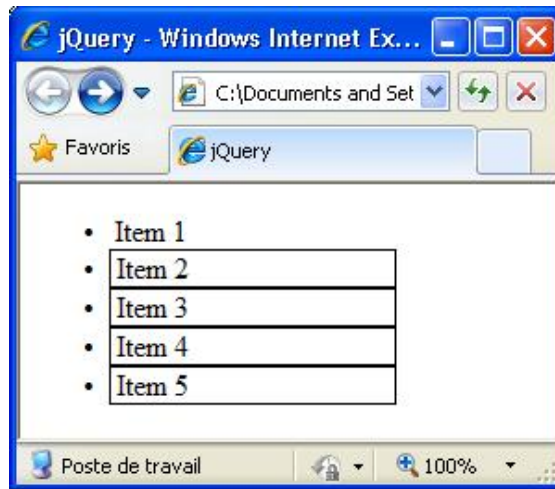 jQuery - Windows Internet Ex...
C:\Documents and Set
Favoris
jQuery
• Item 1
• Item 2
• Item 3
• Item 4
• Item 5
Poste de travail
100%